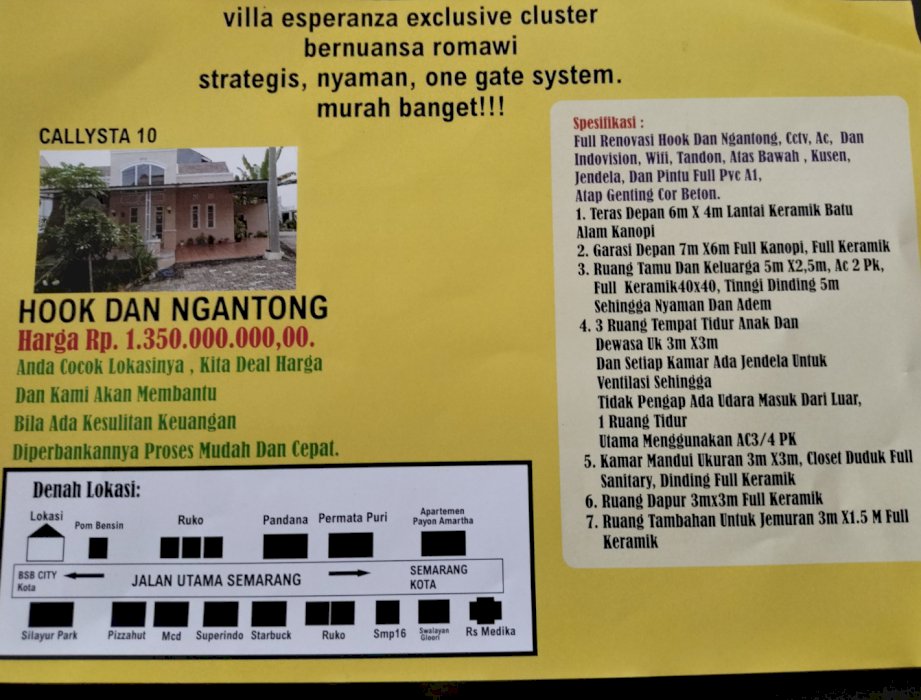 villa esperanza exclusive cluster
bernuansa romawi
strategis, nyaman, one gate system.
murah banget!!!
CALLYSTA 10
HOOK DAN NGANTONG
Harga Rp. 1.350.000.000,00.
Anda Cocok Lokasinya , Kita Deal Harga
Dan Kami Akan Membantu
Bila Ada Kesulitan Keuangan
Diperbankannya Proses Mudah Dan Cepat.
Spesifikasi :
Full Renovasi Hook Dan Ngantong, Cctv, Ac, Dan
Indovision, Wifi, Tandon, Atas Bawah , Kusen,
Jendela, Dan Pintu Full Pvc A1,
Atap Genting Cor Beton.
1. Teras Depan 6m X 4m Lantai Keramik Batu
Alam Kanopi
2. Garasi Depan 7m X6m Full Kanopi, Full Keramik
3. Ruang Tamu Dan Keluarga 5m X2,5m, Ac 2 Pk,
Full Keramik40x40, Tinngi Dinding 5m
Sehingga Nyaman Dan Adem
4. 3 Ruang Tempat Tidur Anak Dan
Dewasa Uk 3m X3m
Dan Setiap Kamar Ada Jendela Untuk
Ventilasi Sehingga
Tidak Pengap Ada Udara Masuk Dari Luar,
1 Ruang Tidur
Utama Menggunakan AC3/4 PK
5. Kamar Mandui Ukuran 3m X3m, Closet Duduk Full
Sanitary, Dinding Full Keramik
6. Ruang Dapur 3mx3m Full Keramik
7. Ruang Tambahan Untuk Jemuran 3m X1.5 M Full
Keramik
Denah Lokasi:
Lokasi
Pom Bensin
Ruko
Pandana
Permata Puri
Apartemen
Payon Amartha
BSB CITY
Kota
JALAN UTAMA SEMARANG
SEMARANG
KOTA
Silayur Park
Pizzahut
Mcd
Superindo
Starbuck
Ruko
Smp16
Swalayan
Gloori
Rs Medika